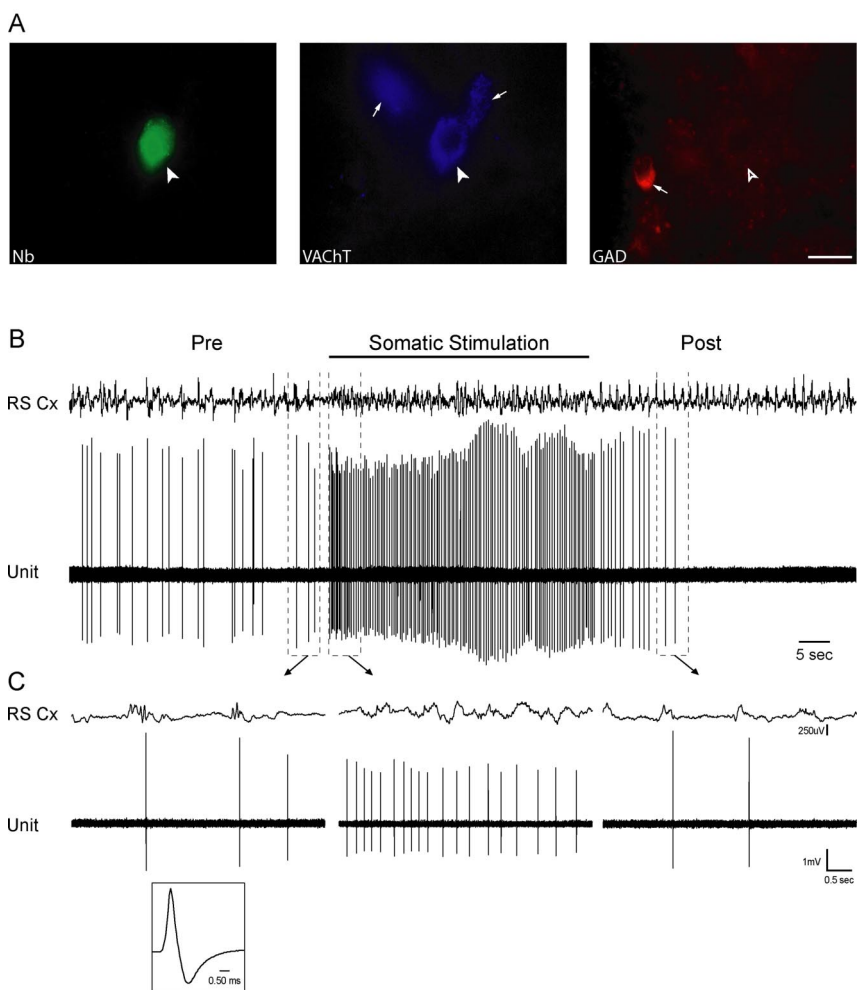 A
Nb
VAChT
GAD
B
Pre
Somatic Stimulation
Post
RS Cx
Unit
5 sec
C
RS Cx
250uV
Unit
1mV
0.5 sec
0.50 ms